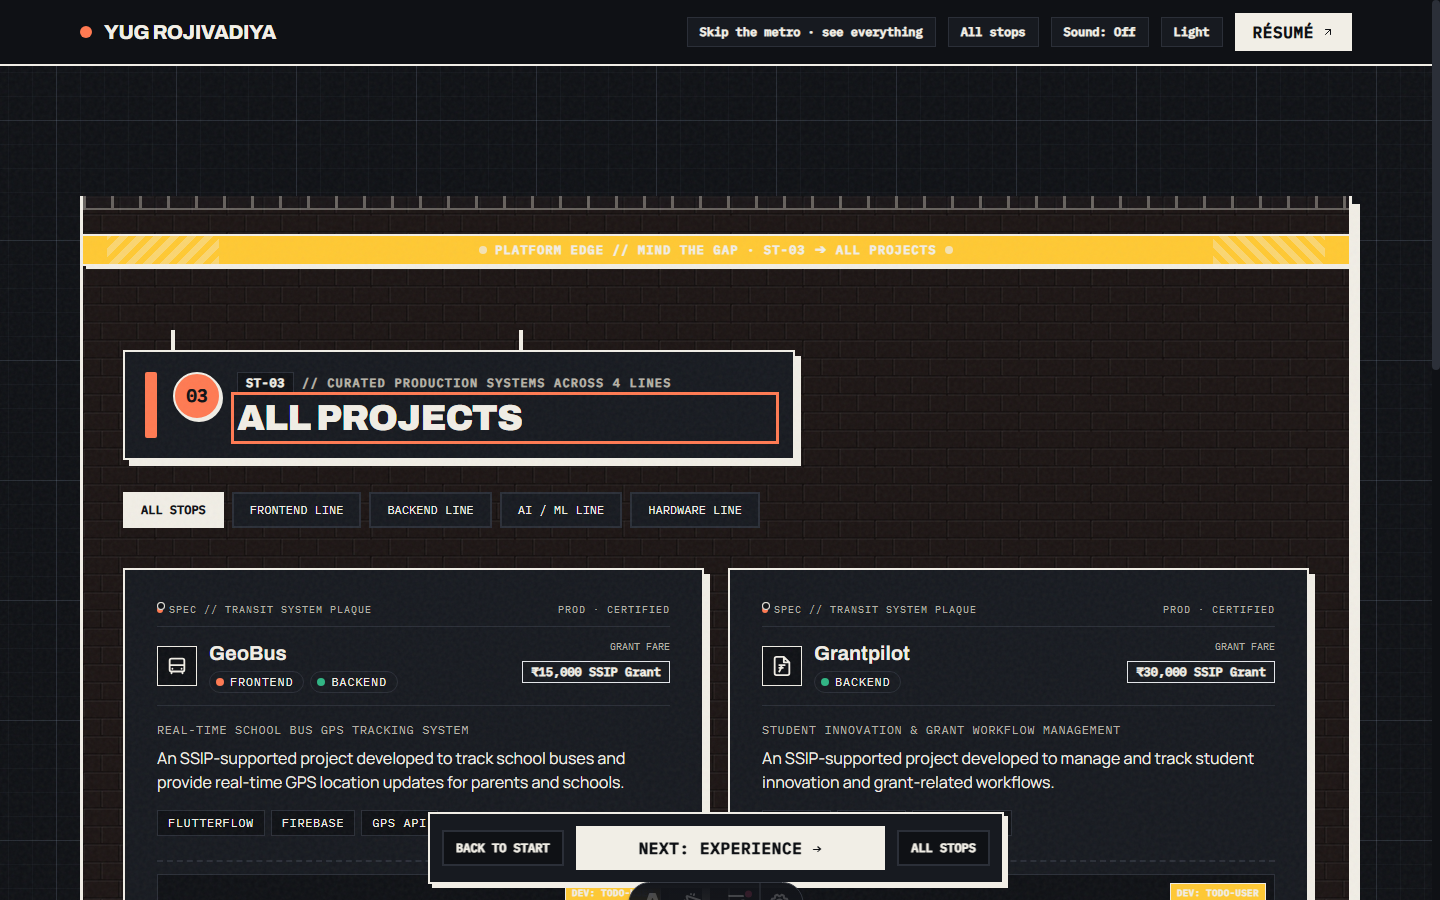 YUG ROJIVADIYA
Skip the metro · see everything
All stops
Sound: Off
Light
RÉSUMÉ ↗
PLATFORM EDGE // MIND THE GAP · ST-03 ➔ ALL PROJECTS
03
ST-03 // CURATED PRODUCTION SYSTEMS ACROSS 4 LINES
ALL PROJECTS
ALL STOPS
FRONTEND LINE
BACKEND LINE
AI / ML LINE
HARDWARE LINE
SPEC // TRANSIT SYSTEM PLAQUE
PROD · CERTIFIED
GeoBus
FRONTEND
BACKEND
GRANT FARE
₹15,000 SSIP Grant
REAL-TIME SCHOOL BUS GPS TRACKING SYSTEM
An SSIP-supported project developed to track school buses and
provide real-time GPS location updates for parents and schools.
FLUTTERFLOW
FIREBASE
GPS API
DEV: TODO-
SPEC // TRANSIT SYSTEM PLAQUE
PROD · CERTIFIED
Grantpilot
BACKEND
GRANT FARE
₹30,000 SSIP Grant
STUDENT INNOVATION & GRANT WORKFLOW MANAGEMENT
An SSIP-supported project developed to manage and track student
innovation and grant-related workflows.
DEV: TODO-USER
BACK TO START
NEXT: EXPERIENCE →
ALL STOPS